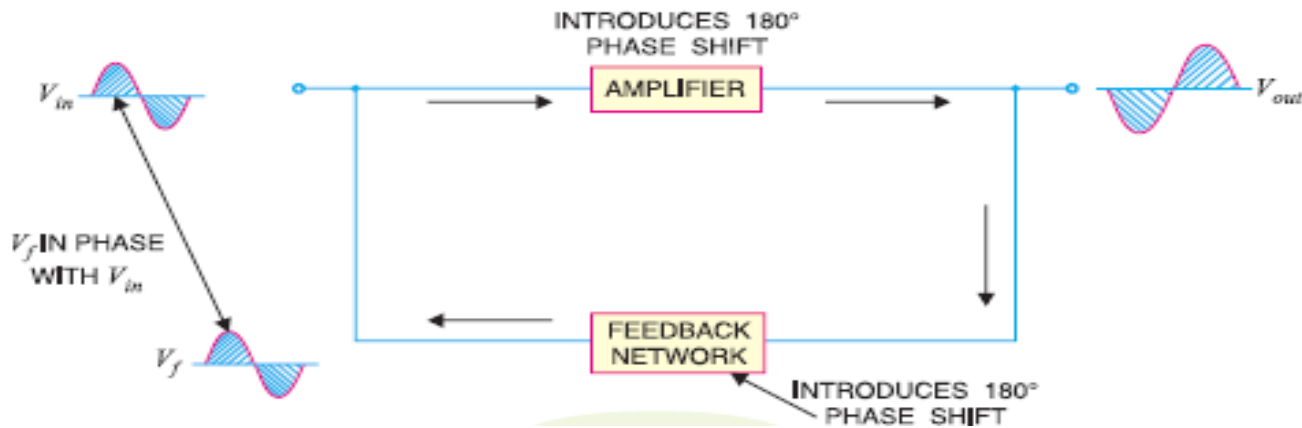 INTRODUCES 180°
PHASE SHIFT
AMPLIFIER
V_in
V_out
V_f IN PHASE
WITH V_in
V_f
FEEDBACK
NETWORK
INTRODUCES 180°
PHASE SHIFT